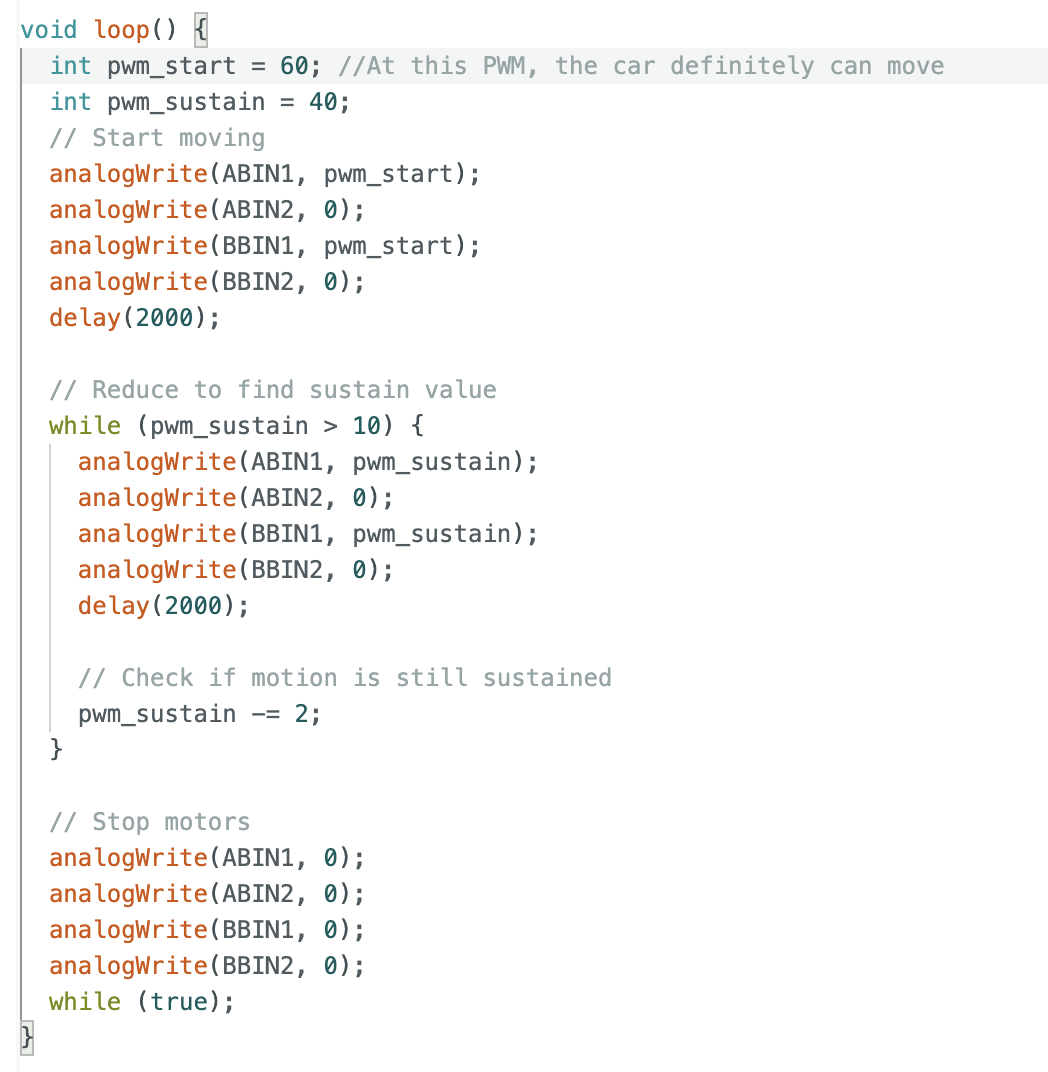 void loop() {
  int pwm_start = 60; //At this PWM, the car definitely can move
  int pwm_sustain = 40;
  // Start moving
  analogWrite(ABIN1, pwm_start);
  analogWrite(ABIN2, 0);
  analogWrite(BBIN1, pwm_start);
  analogWrite(BBIN2, 0);
  delay(2000);

  // Reduce to find sustain value
  while (pwm_sustain > 10) {
    analogWrite(ABIN1, pwm_sustain);
    analogWrite(ABIN2, 0);
    analogWrite(BBIN1, pwm_sustain);
    analogWrite(BBIN2, 0);
    delay(2000);

    // Check if motion is still sustained
    pwm_sustain -= 2;
  }

  // Stop motors
  analogWrite(ABIN1, 0);
  analogWrite(ABIN2, 0);
  analogWrite(BBIN1, 0);
  analogWrite(BBIN2, 0);
  while (true);
}